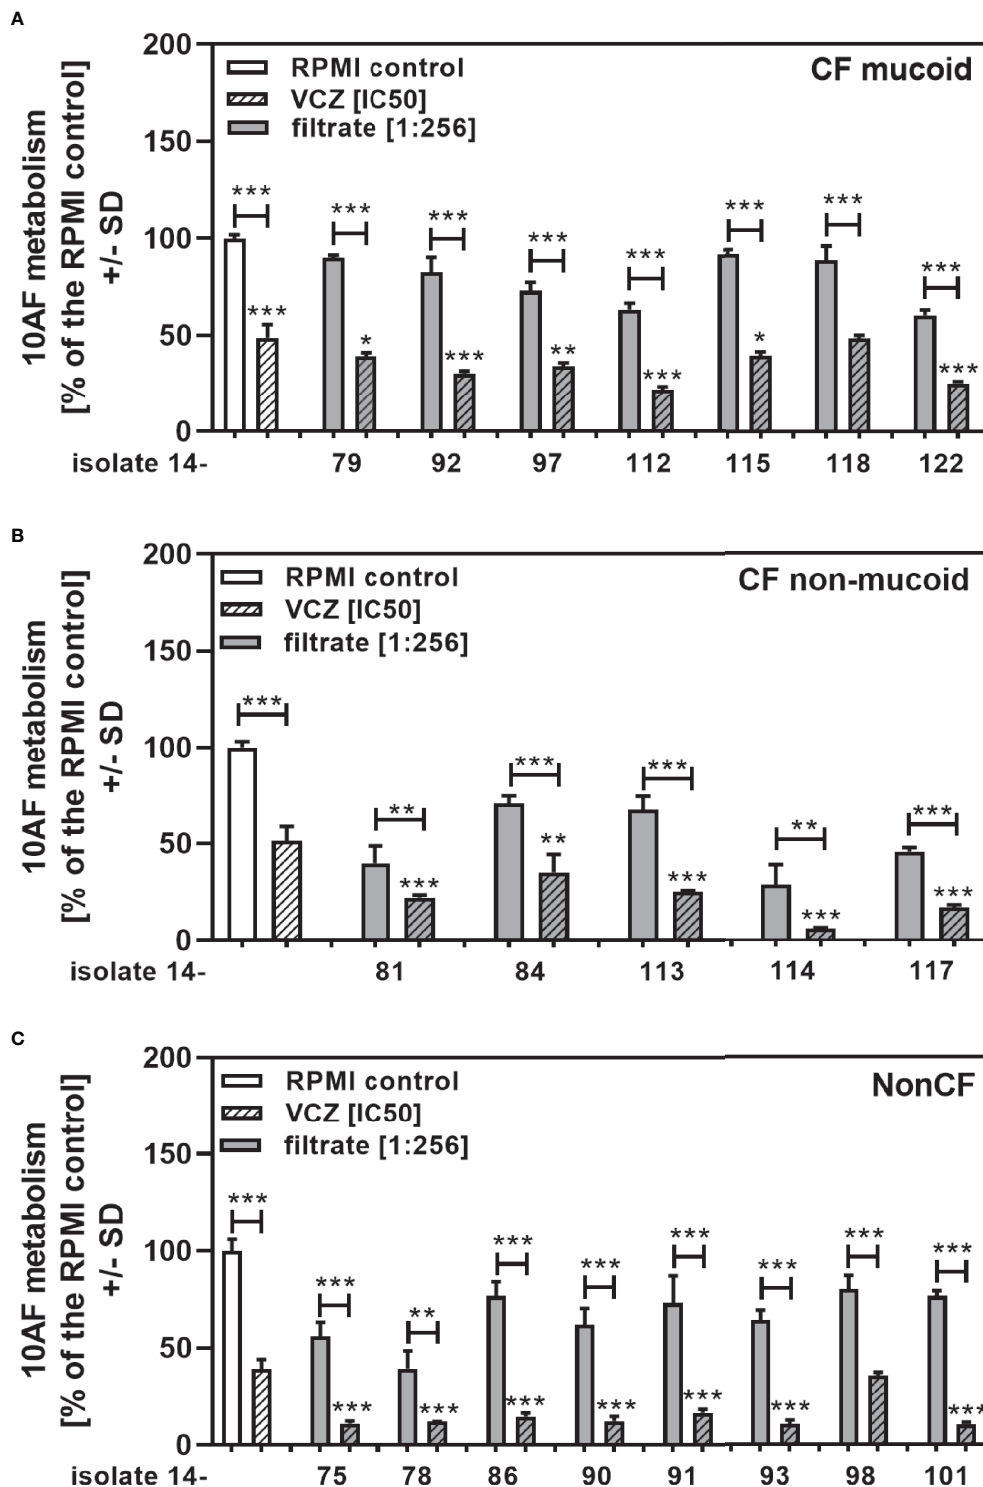 A
200
150
100
50
0
10AF metabolism
[% of the RPMI control]
+/- SD
RPMI control
VCZ [IC50]
filtrate [1:256]
CF mucoid
*** *** *** *** *** *** *** ***
*** * *** ** *** * ***
isolate 14- 79 92 97 112 115 118 122
B
200
150
100
50
0
10AF metabolism
[% of the RPMI control]
+/- SD
RPMI control
VCZ [IC50]
filtrate [1:256]
CF non-mucoid
*** ** *** *** ** ***
*** ** *** *** ***
isolate 14- 81 84 113 114 117
C
200
150
100
50
0
10AF metabolism
[% of the RPMI control]
+/- SD
RPMI control
VCZ [IC50]
filtrate [1:256]
NonCF
*** *** ** *** *** *** *** *** ***
*** *** *** *** *** *** ***
isolate 14- 75 78 86 90 91 93 98 101